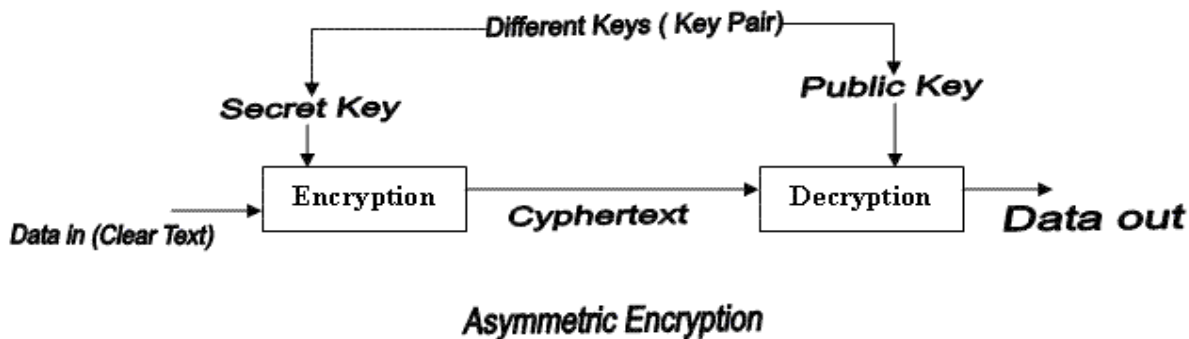 Different Keys ( Key Pair)
Secret Key
Public Key
Encryption
Decryption
Cyphertext
Data in (Clear Text)
Data out
Asymmetric Encryption